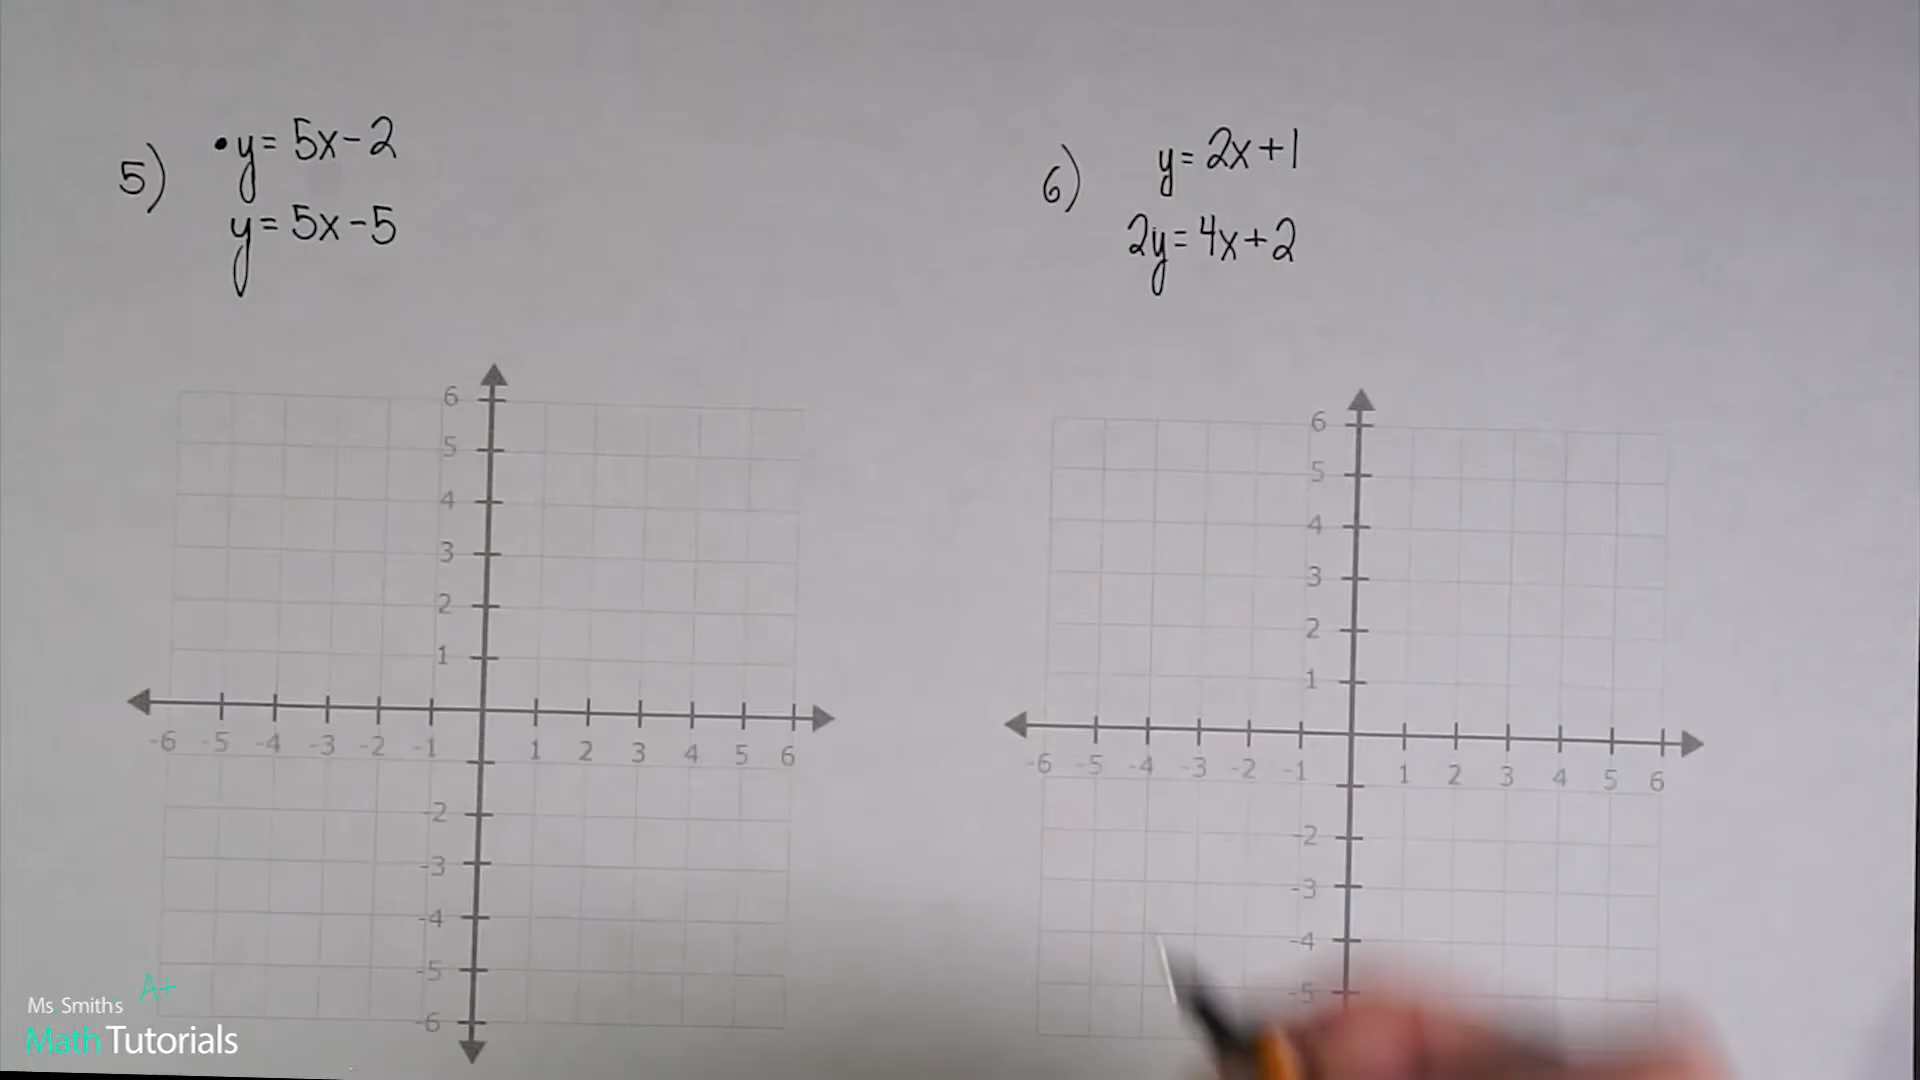 5)
•y = 5x - 2
y = 5x - 5
6)
y = 2x + 1
2y = 4x + 2
6
5
4
3
2
1
-6 -5 -4 -3 -2 -1 1 2 3 4 5 6
-2
-3
-4
-5
-6
6
5
4
3
2
1
-6 -5 -4 -3 -2 -1 1 2 3 4 5 6
-2
-3
-4
-5
Ms Smiths A+
Math Tutorials